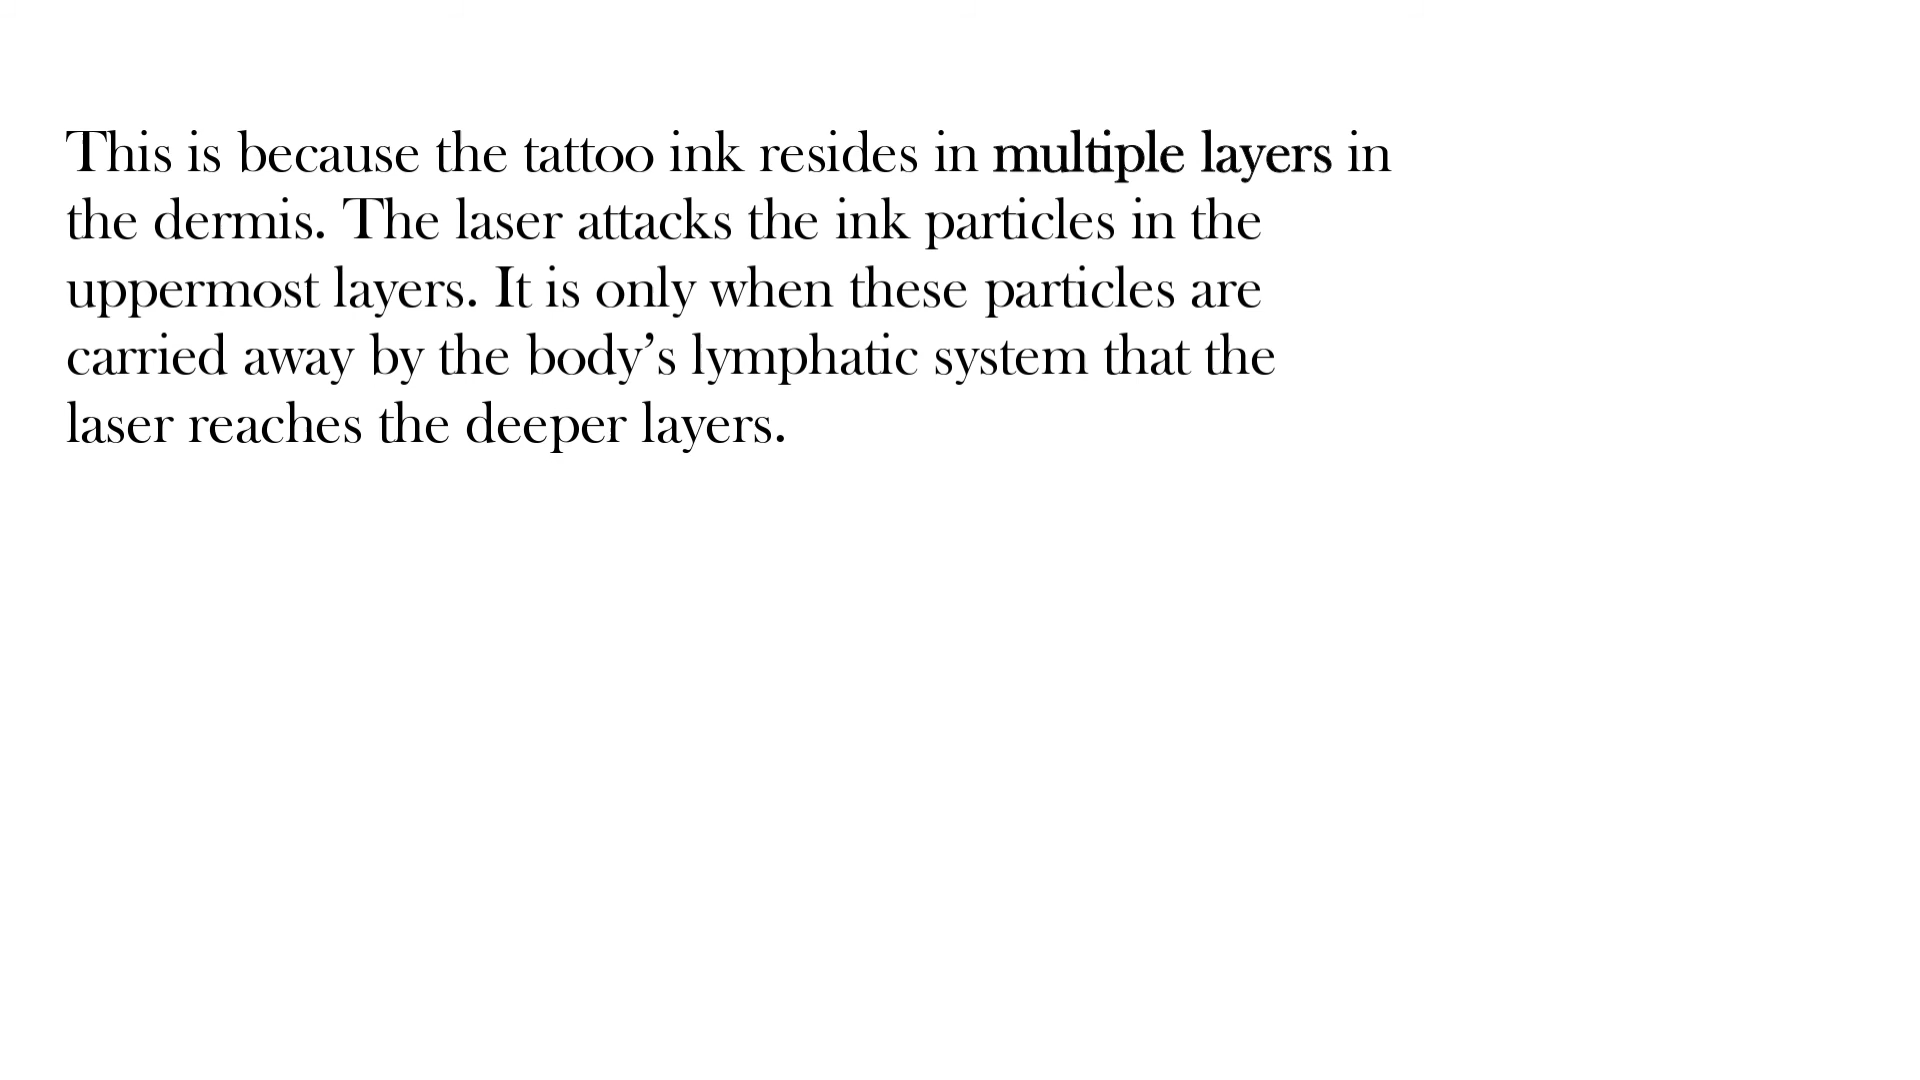 This is because the tattoo ink resides in multiple layers in
the dermis. The laser attacks the ink particles in the
uppermost layers. It is only when these particles are
carried away by the body’s lymphatic system that the
laser reaches the deeper layers.